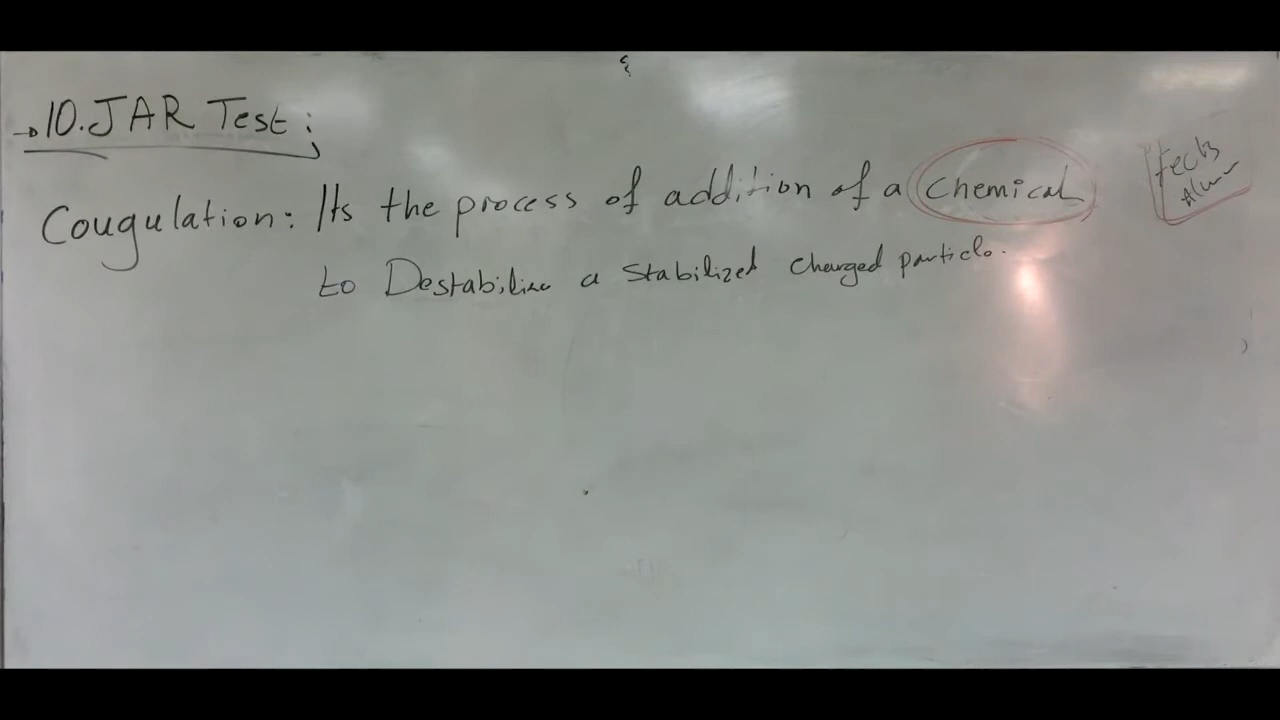 →10. JAR Test:
Cougulation: Its the process of addition of a Chemical
to Destabilize a Stabilized charged particle.
FeCl3
Alum